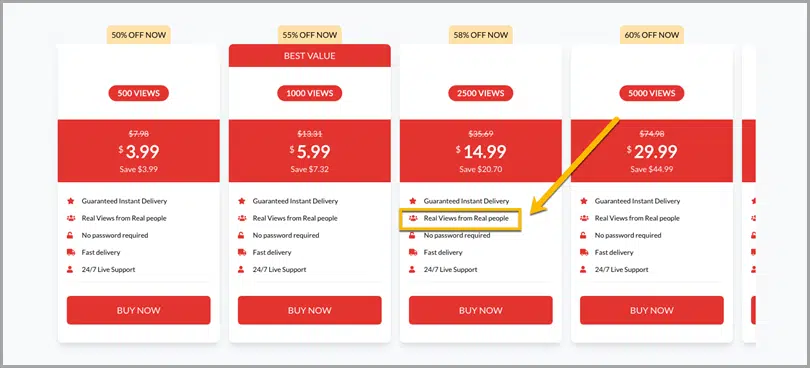 50% OFF NOW
500 VIEWS
$7.98
$ 3.99
Save $3.99
Guaranteed Instant Delivery
Real Views from Real people
No password required
Fast delivery
24/7 Live Support
BUY NOW
55% OFF NOW
BEST VALUE
1000 VIEWS
$13.31
$ 5.99
Save $7.32
Guaranteed Instant Delivery
Real Views from Real people
No password required
Fast delivery
24/7 Live Support
BUY NOW
58% OFF NOW
2500 VIEWS
$35.69
$ 14.99
Save $20.70
Guaranteed Instant Delivery
Real Views from Real people
No password required
Fast delivery
24/7 Live Support
BUY NOW
60% OFF NOW
5000 VIEWS
$74.98
$ 29.99
Save $44.99
Guaranteed Instant Delivery
Real Views from Real people
No password required
Fast delivery
24/7 Live Support
BUY NOW